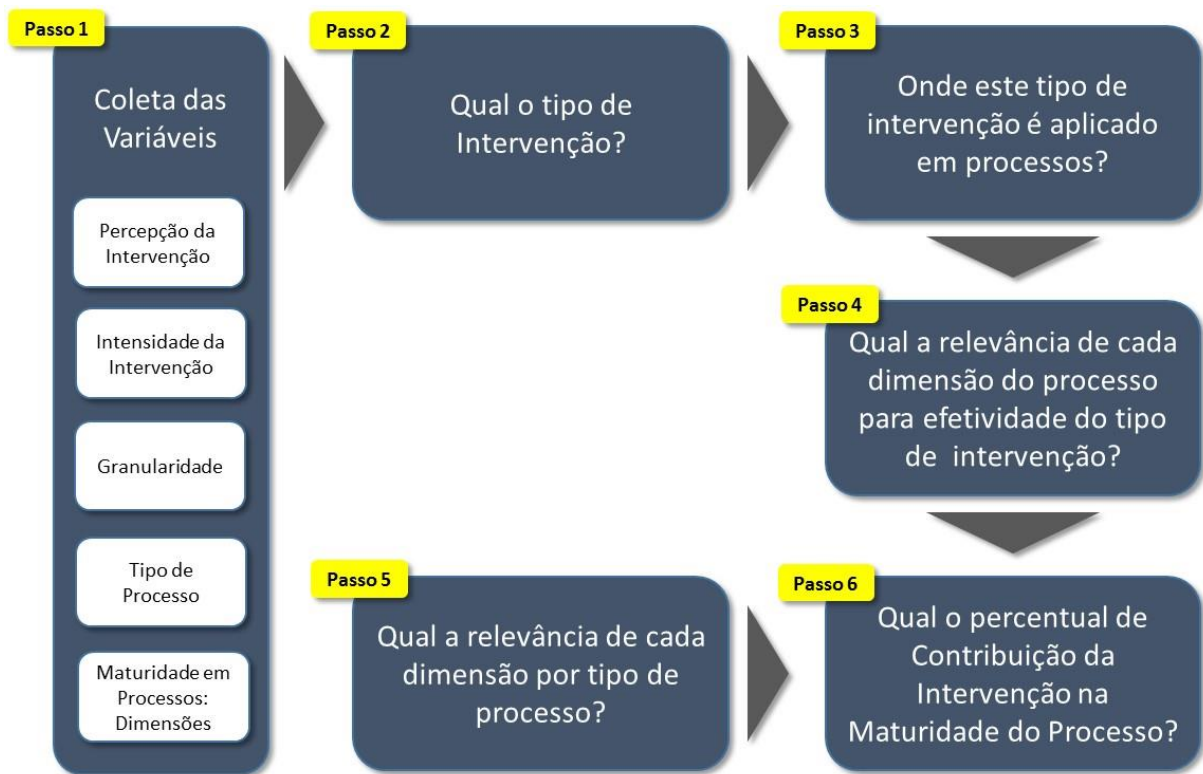 Passo 1
Coleta das
Variáveis
Percepção da
Intervenção
Intensidade da
Intervenção
Granularidade
Tipo de
Processo
Maturidade em
Processos:
Dimensões
Passo 2
Qual o tipo de
Intervenção?
Passo 3
Onde este tipo de
intervenção é aplicado
em processos?
Passo 4
Qual a relevância de cada
dimensão do processo
para efetividade do tipo
de intervenção?
Passo 5
Qual a relevância de cada
dimensão por tipo de
processo?
Passo 6
Qual o percentual de
Contribuição da
Intervenção na
Maturidade do Processo?